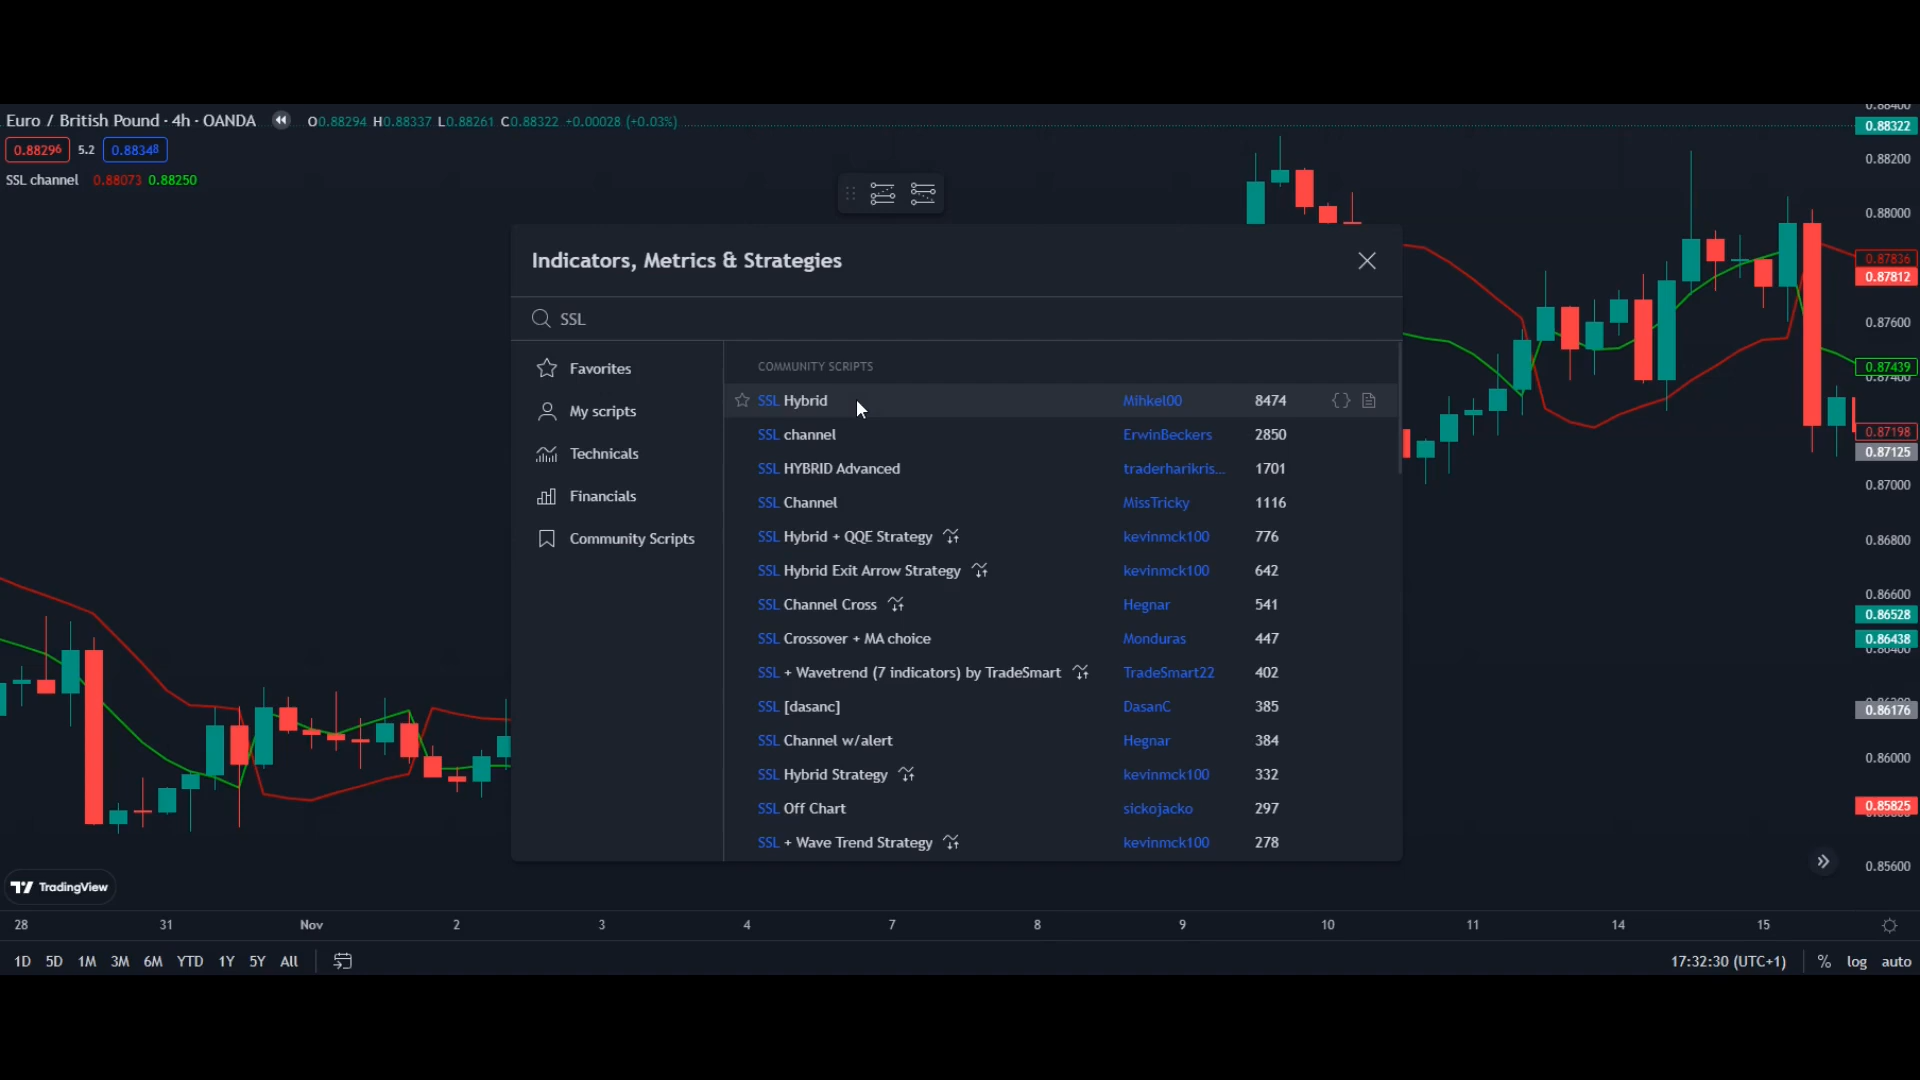 Euro / British Pound · 4h · OANDA O0.88294 H0.88337 L0.88261 C0.88322 +0.00028 (+0.03%)
0.88296 5.2 0.88348
SSL channel 0.88073 0.88250
Indicators, Metrics & Strategies
SSL
Favorites
My scripts
Technicals
Financials
Community Scripts
COMMUNITY SCRIPTS
SSL Hybrid Mihkel00 8474
SSL channel ErwinBeckers 2850
SSL HYBRID Advanced traderharikris... 1701
SSL Channel MissTricky 1116
SSL Hybrid + QQE Strategy kevinmck100 776
SSL Hybrid Exit Arrow Strategy kevinmck100 642
SSL Channel Cross Hegnar 541
SSL Crossover + MA choice Monduras 447
SSL + Wavetrend (7 indicators) by TradeSmart TradeSmart22 402
SSL [dasanc] DasanC 385
SSL Channel w/alert Hegnar 384
SSL Hybrid Strategy kevinmck100 332
SSL Off Chart sickojacko 297
SSL + Wave Trend Strategy kevinmck100 278
0.88400
0.88322
0.88200
0.88000
0.87836
0.87812
0.87600
0.87439
0.87400
0.87198
0.87125
0.87000
0.86800
0.86600
0.86528
0.86438
0.86400
0.86176
0.86000
0.85825
0.85600
TradingView
28 31 Nov 2 3 4 7 8 9 10 11 14 15
1D 5D 1M 3M 6M YTD 1Y 5Y All 17:32:30 (UTC+1) % log auto